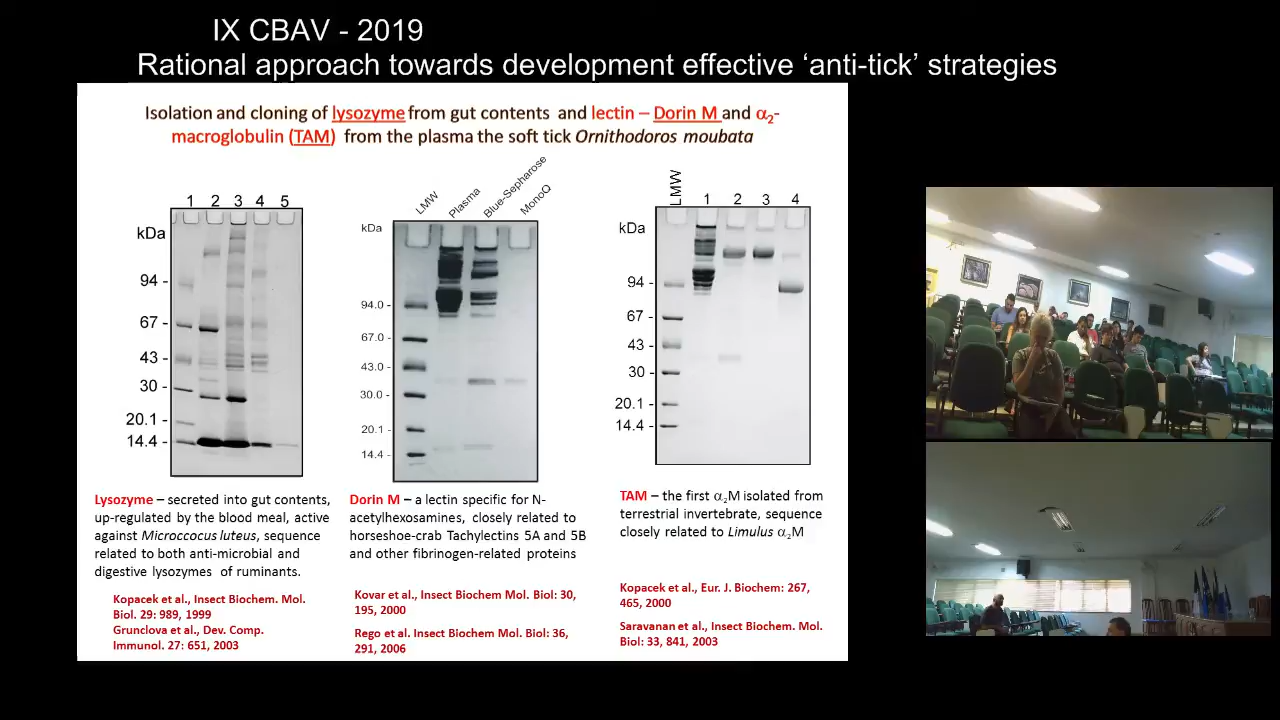 IX CBAV - 2019
Rational approach towards development effective ‘anti-tick’ strategies
Isolation and cloning of lysozyme from gut contents and lectin – Dorin M and α2-
macroglobulin (TAM) from the plasma the soft tick Ornithodoros moubata
1 2 3 4 5
kDa
94 -
67 -
43 -
30 -
20.1 -
14.4 -
LMW Plasma Blue-Sepharose MonoQ
kDa
94.0 -
67.0 -
43.0 -
30.0 -
20.1 -
14.4 -
LMW 1 2 3 4
kDa
94 -
67 -
43 -
30 -
20.1 -
14.4 -
Lysozyme – secreted into gut contents,
up-regulated by the blood meal, active
against Microccocus luteus, sequence
related to both anti-microbial and
digestive lysozymes of ruminants.
Kopacek et al., Insect Biochem. Mol.
Biol. 29: 989, 1999
Grunclova et al., Dev. Comp.
Immunol. 27: 651, 2003
Dorin M – a lectin specific for N-
acetylhexosamines, closely related to
horseshoe-crab Tachylectins 5A and 5B
and other fibrinogen-related proteins
Kovar et al., Insect Biochem Mol. Biol: 30,
195, 2000
Rego et al. Insect Biochem Mol. Biol: 36,
291, 2006
TAM – the first α2M isolated from
terrestrial invertebrate, sequence
closely related to Limulus α2M
Kopacek et al., Eur. J. Biochem: 267,
465, 2000
Saravanan et al., Insect Biochem. Mol.
Biol: 33, 841, 2003